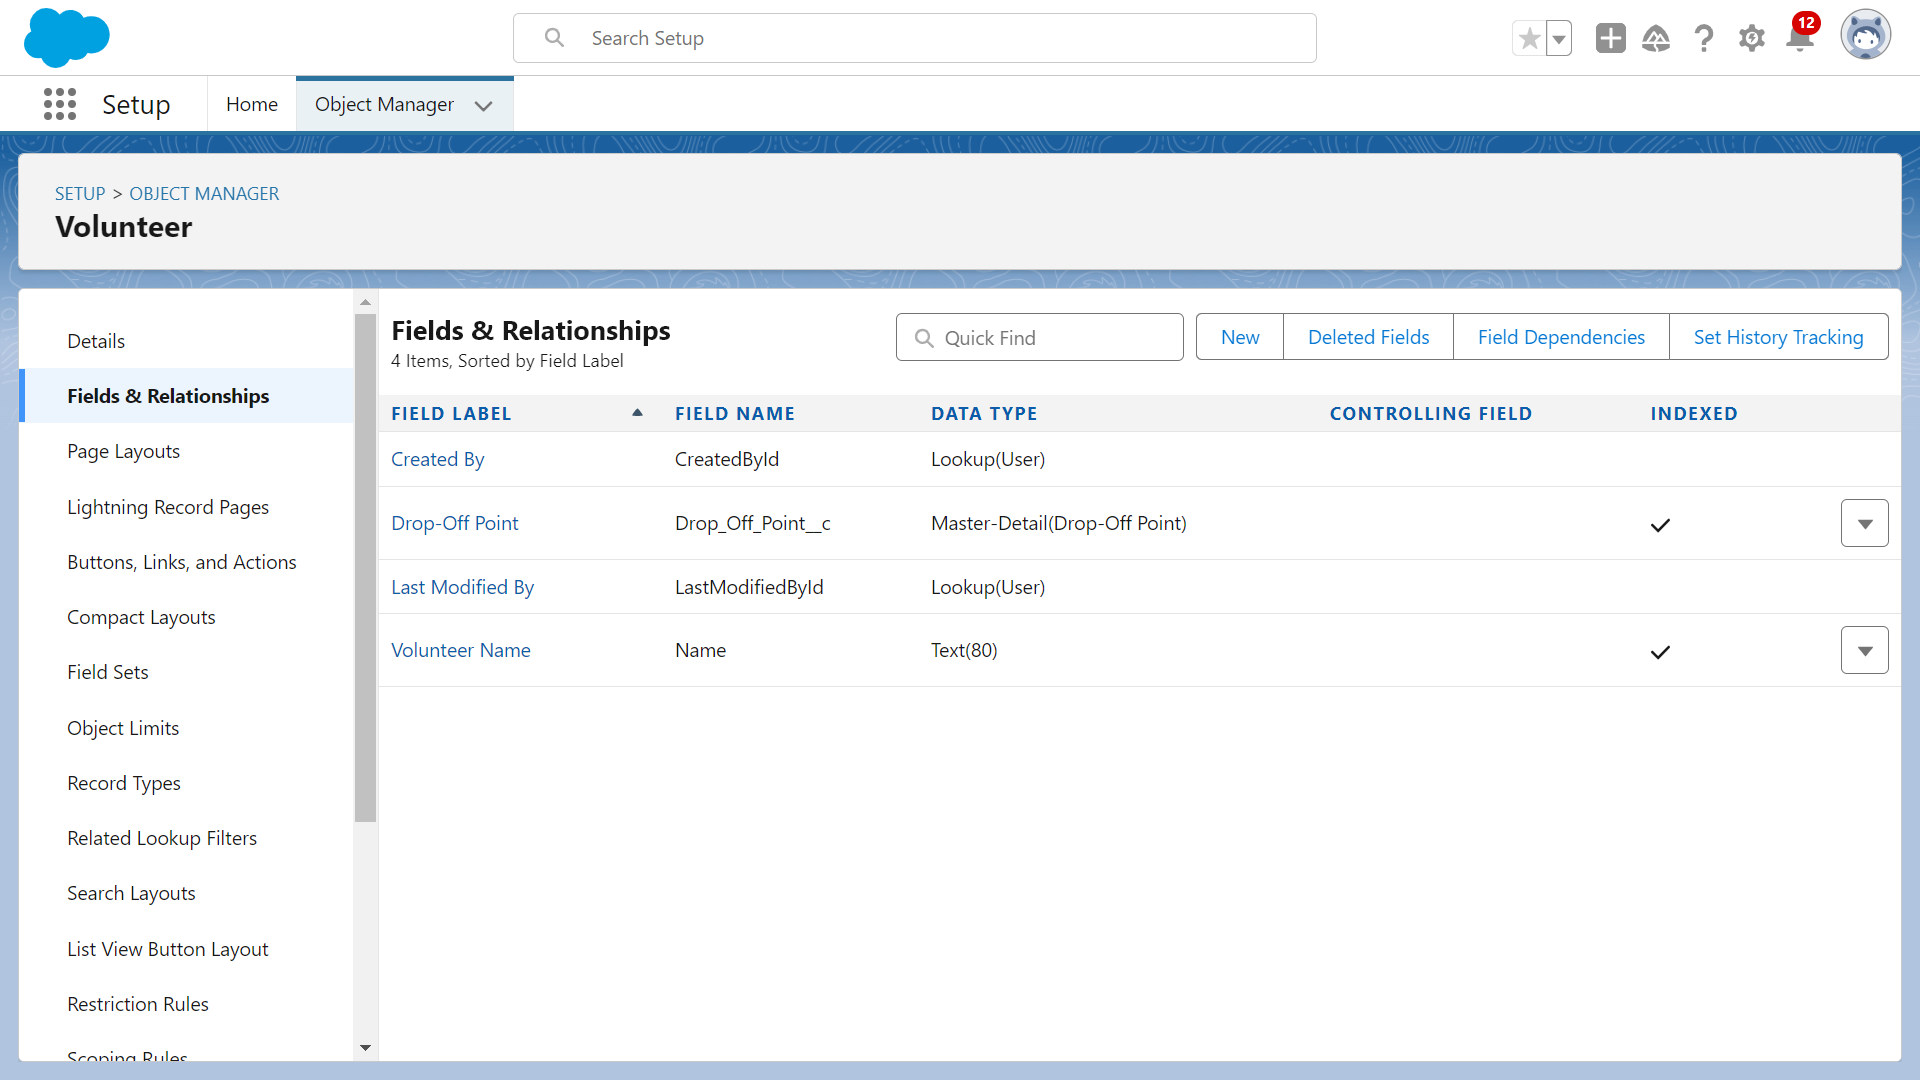 Search Setup
12
Setup
Home
Object Manager
SETUP > OBJECT MANAGER
Volunteer
Details
Fields & Relationships
Page Layouts
Lightning Record Pages
Buttons, Links, and Actions
Compact Layouts
Field Sets
Object Limits
Record Types
Related Lookup Filters
Search Layouts
List View Button Layout
Restriction Rules
Scoping Rules
Fields & Relationships
4 Items, Sorted by Field Label
Quick Find
New
Deleted Fields
Field Dependencies
Set History Tracking
FIELD LABEL FIELD NAME DATA TYPE CONTROLLING FIELD INDEXED
Created By CreatedById Lookup(User)
Drop-Off Point Drop_Off_Point__c Master-Detail(Drop-Off Point)
Last Modified By LastModifiedById Lookup(User)
Volunteer Name Name Text(80)